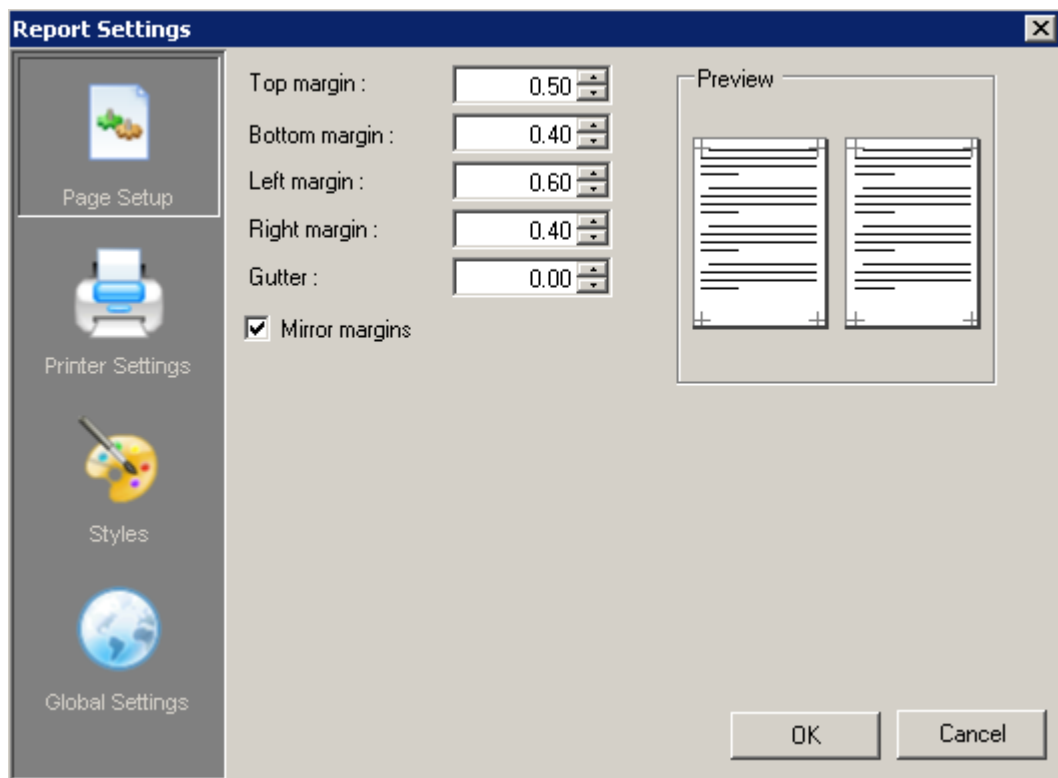 Report Settings
Page Setup
Printer Settings
Styles
Global Settings
Top margin : 0.50
Bottom margin : 0.40
Left margin : 0.60
Right margin : 0.40
Gutter : 0.00
Mirror margins
Preview
OK Cancel